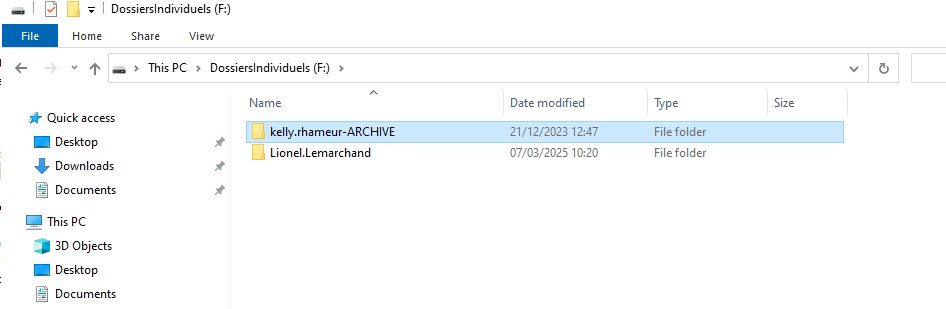 DossiersIndividuels (F:)
File Home Share View
This PC > DossiersIndividuels (F:) >
Name Date modified Type Size
Quick access
kelly.rhameur-ARCHIVE 21/12/2023 12:47 File folder
Desktop
Lionel.Lemarchand 07/03/2025 10:20 File folder
Downloads
Documents
This PC
3D Objects
Desktop
Documents